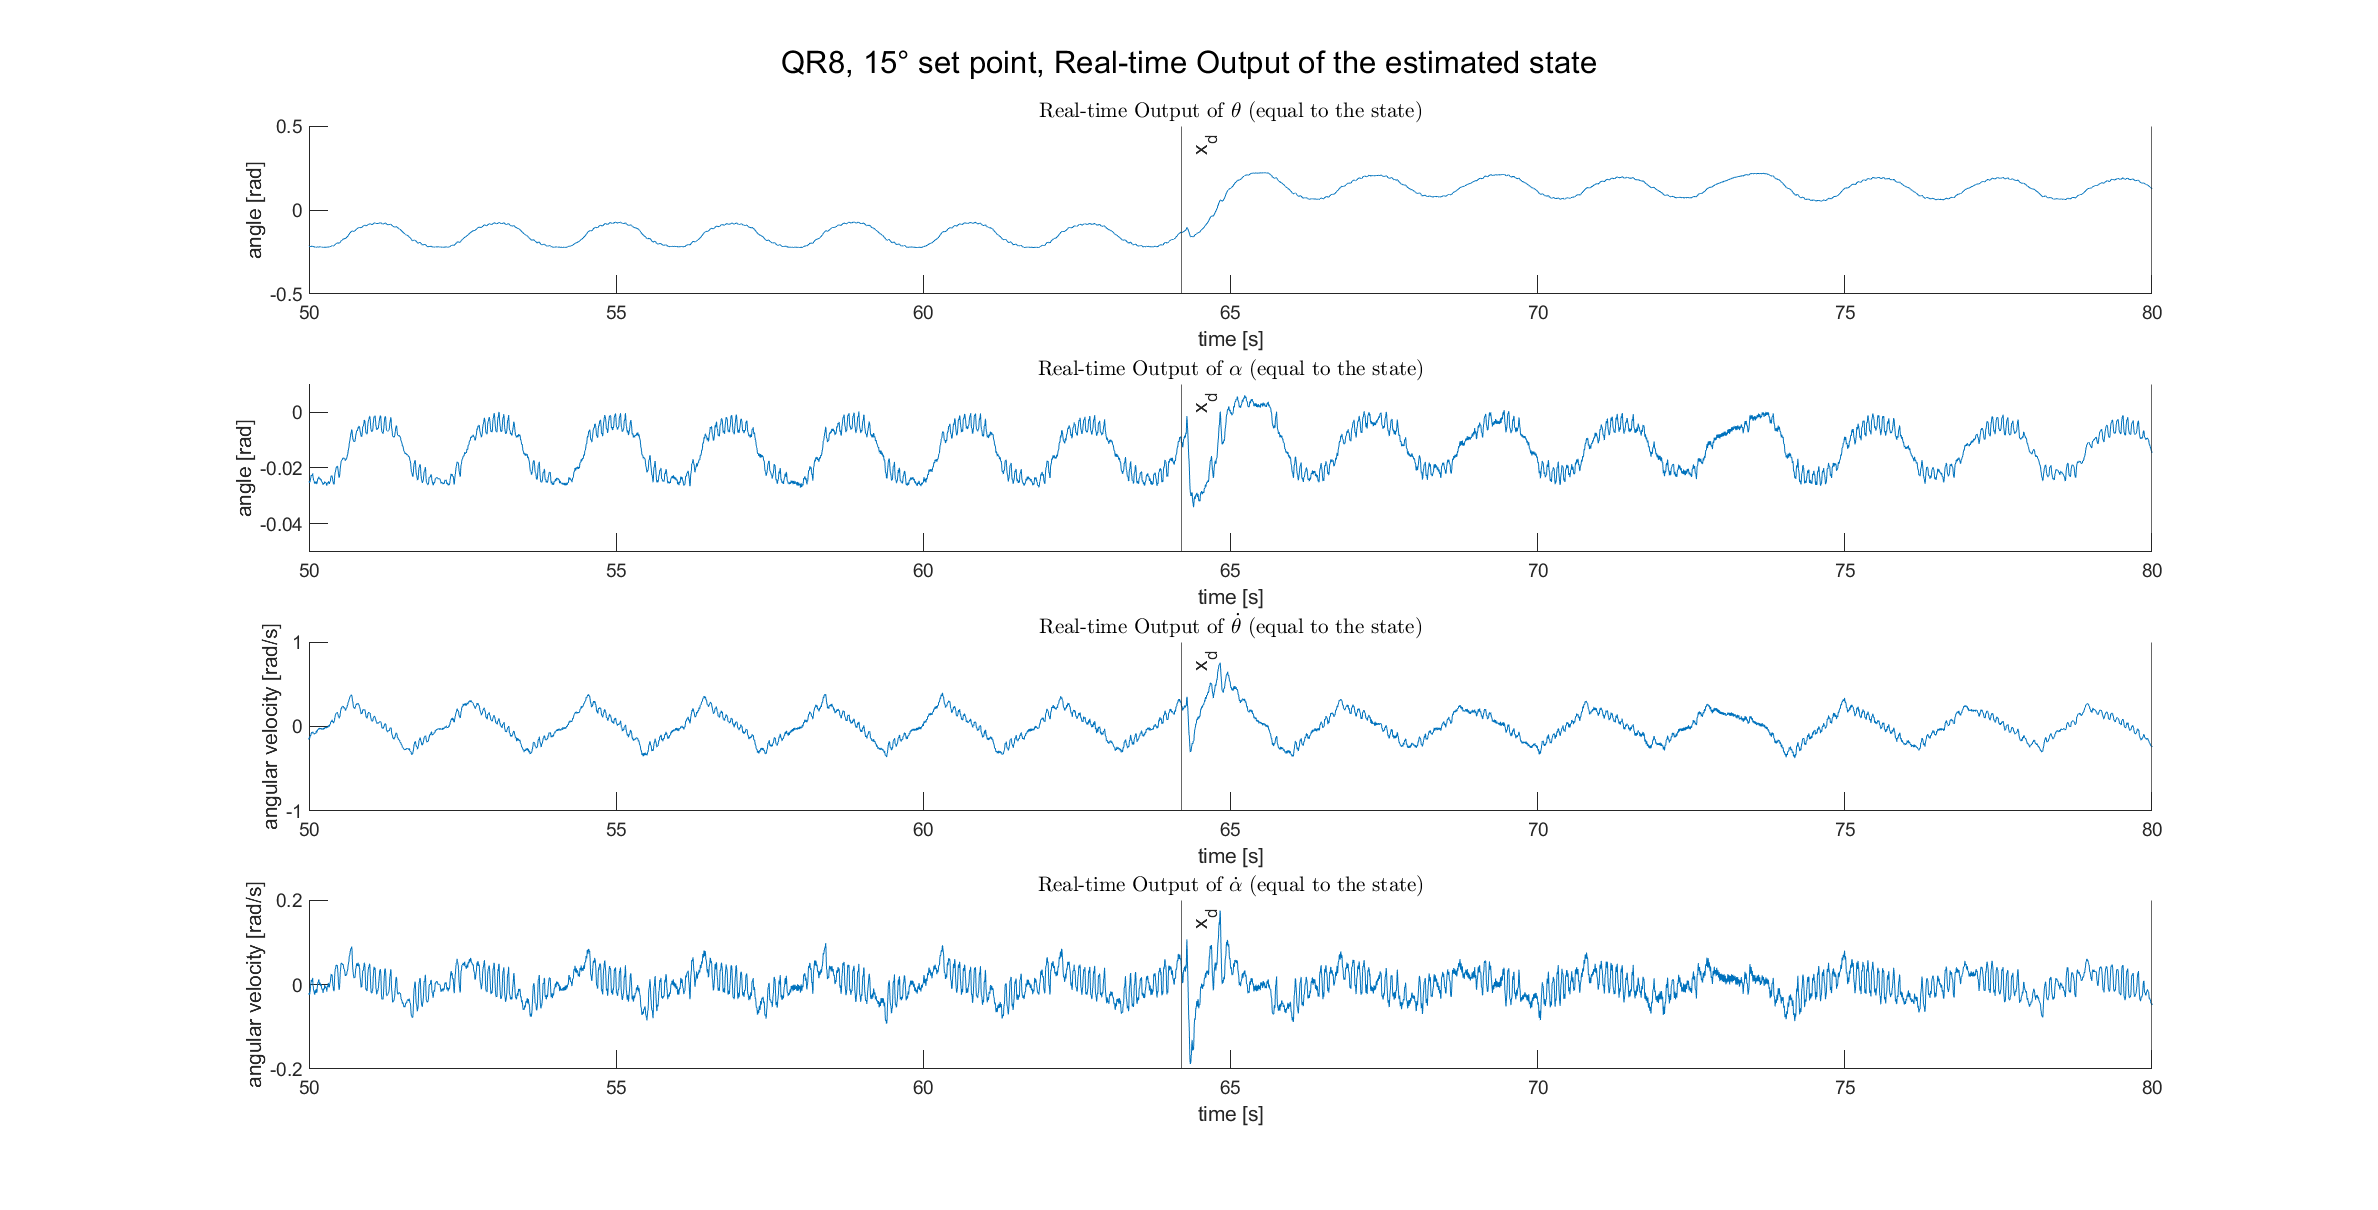 QR8, 15° set point, Real-time Output of the estimated state
Real-time Output of θ (equal to the state)
0.5
0
-0.5
angle [rad]
x_d
50 55 60 65 70 75 80
time [s]
Real-time Output of α (equal to the state)
0
-0.02
-0.04
angle [rad]
x_d
50 55 60 65 70 75 80
time [s]
Real-time Output of θ̇ (equal to the state)
1
0
-1
angular velocity [rad/s]
x_d
50 55 60 65 70 75 80
time [s]
Real-time Output of α̇ (equal to the state)
0.2
0
-0.2
angular velocity [rad/s]
x_d
50 55 60 65 70 75 80
time [s]